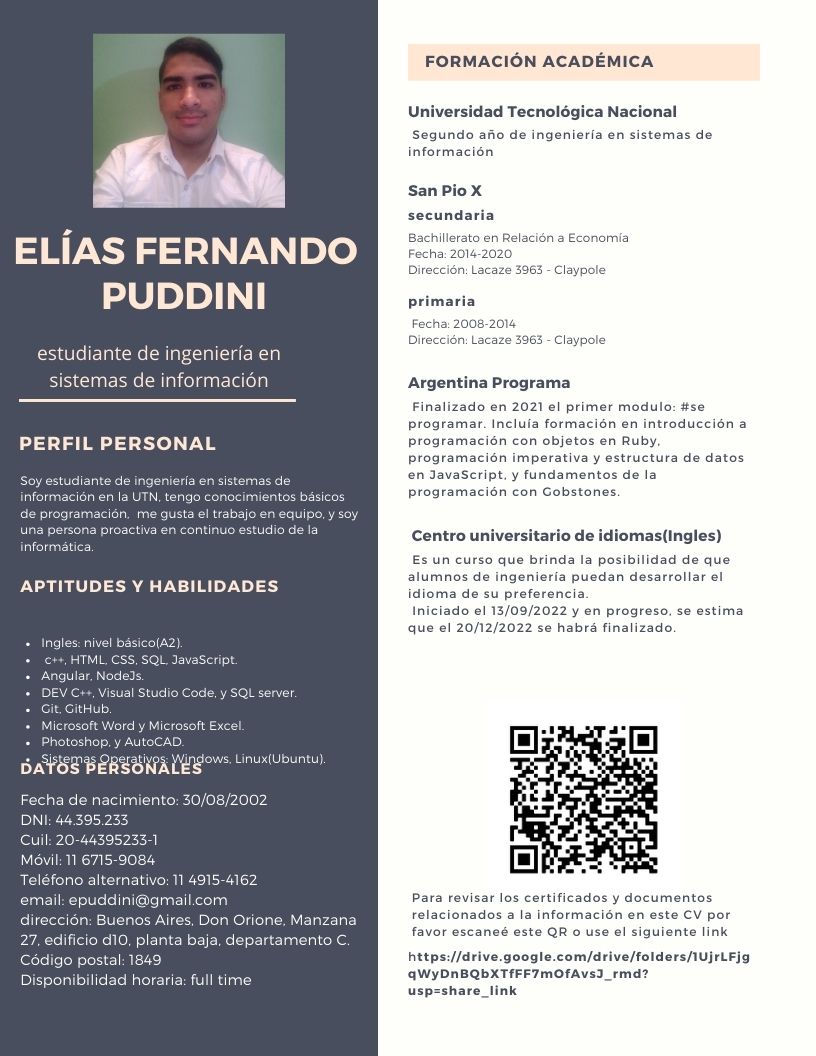 ELÍAS FERNANDO
PUDDINI
estudiante de ingeniería en
sistemas de información
PERFIL PERSONAL
Soy estudiante de ingeniería en sistemas de
información en la UTN, tengo conocimientos básicos
de programación,  me gusta el trabajo en equipo, y soy
una persona proactiva en continuo estudio de la
informática.
APTITUDES Y HABILIDADES
Ingles: nivel básico(A2).
c++, HTML, CSS, SQL, JavaScript.
Angular, NodeJs.
DEV C++, Visual Studio Code, y SQL server.
Git, GitHub.
Microsoft Word y Microsoft Excel.
Photoshop, y AutoCAD.
Sistemas Operativos: Windows, Linux(Ubuntu).
DATOS PERSONALES
Fecha de nacimiento: 30/08/2002
DNI: 44.395.233
Cuil: 20-44395233-1
Móvil: 11 6715-9084
Teléfono alternativo: 11 4915-4162
email: epuddini@gmail.com
dirección: Buenos Aires, Don Orione, Manzana
27, edificio d10, planta baja, departamento C.
Código postal: 1849
Disponibilidad horaria: full time
FORMACIÓN ACADÉMICA
Universidad Tecnológica Nacional
Segundo año de ingeniería en sistemas de
información
San Pio X
secundaria
Bachillerato en Relación a Economía
Fecha: 2014-2020
Dirección: Lacaze 3963 - Claypole
primaria
Fecha: 2008-2014
Dirección: Lacaze 3963 - Claypole
Argentina Programa
Finalizado en 2021 el primer modulo: #se
programar. Incluía formación en introducción a
programación con objetos en Ruby,
programación imperativa y estructura de datos
en JavaScript, y fundamentos de la
programación con Gobstones.
Centro universitario de idiomas(Ingles)
Es un curso que brinda la posibilidad de que
alumnos de ingeniería puedan desarrollar el
idioma de su preferencia.
Iniciado el 13/09/2022 y en progreso, se estima
que el 20/12/2022 se habrá finalizado.
Para revisar los certificados y documentos
relacionados a la información en este CV por
favor escaneé este QR o use el siguiente link
https://drive.google.com/drive/folders/1UjrLFjg
qWyDnBQbXTfFF7mOfAvsJ_rmd?
usp=share_link